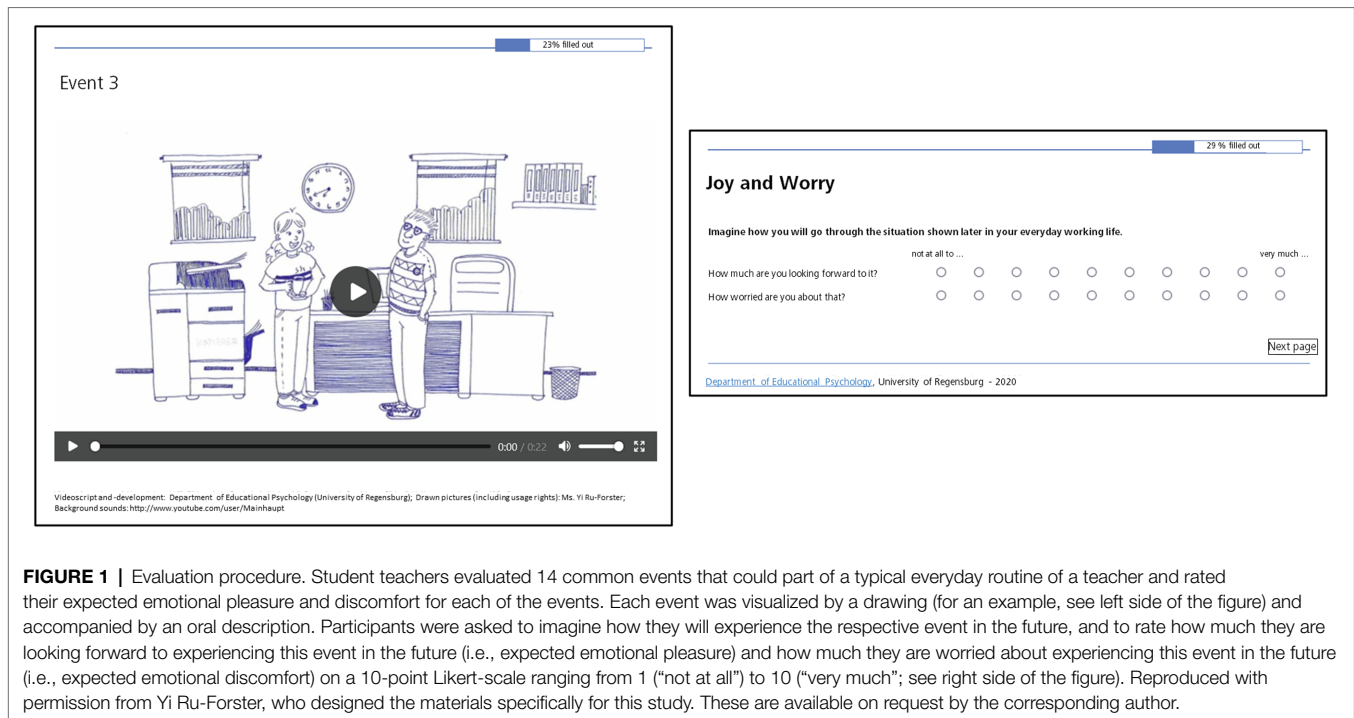 23% filled out
Event 3
0:00 / 0:22
Videoscript and -development: Department of Educational Psychology (University of Regensburg); Drawn pictures (including usage rights): Ms. Yi Ru-Forster;
Background sounds: http://www.youtube.com/user/Mainhaupt
29 % filled out
Joy and Worry
Imagine how you will go through the situation shown later in your everyday working life.
not at all to ... very much ...
How much are you looking forward to it?
How worried are you about that?
Next page
Department of Educational Psychology, University of Regensburg - 2020
FIGURE 1 | Evaluation procedure. Student teachers evaluated 14 common events that could part of a typical everyday routine of a teacher and rated
their expected emotional pleasure and discomfort for each of the events. Each event was visualized by a drawing (for an example, see left side of the figure) and
accompanied by an oral description. Participants were asked to imagine how they will experience the respective event in the future, and to rate how much they are
looking forward to experiencing this event in the future (i.e., expected emotional pleasure) and how much they are worried about experiencing this event in the future
(i.e., expected emotional discomfort) on a 10-point Likert-scale ranging from 1 (“not at all”) to 10 (“very much”; see right side of the figure). Reproduced with
permission from Yi Ru-Forster, who designed the materials specifically for this study. These are available on request by the corresponding author.